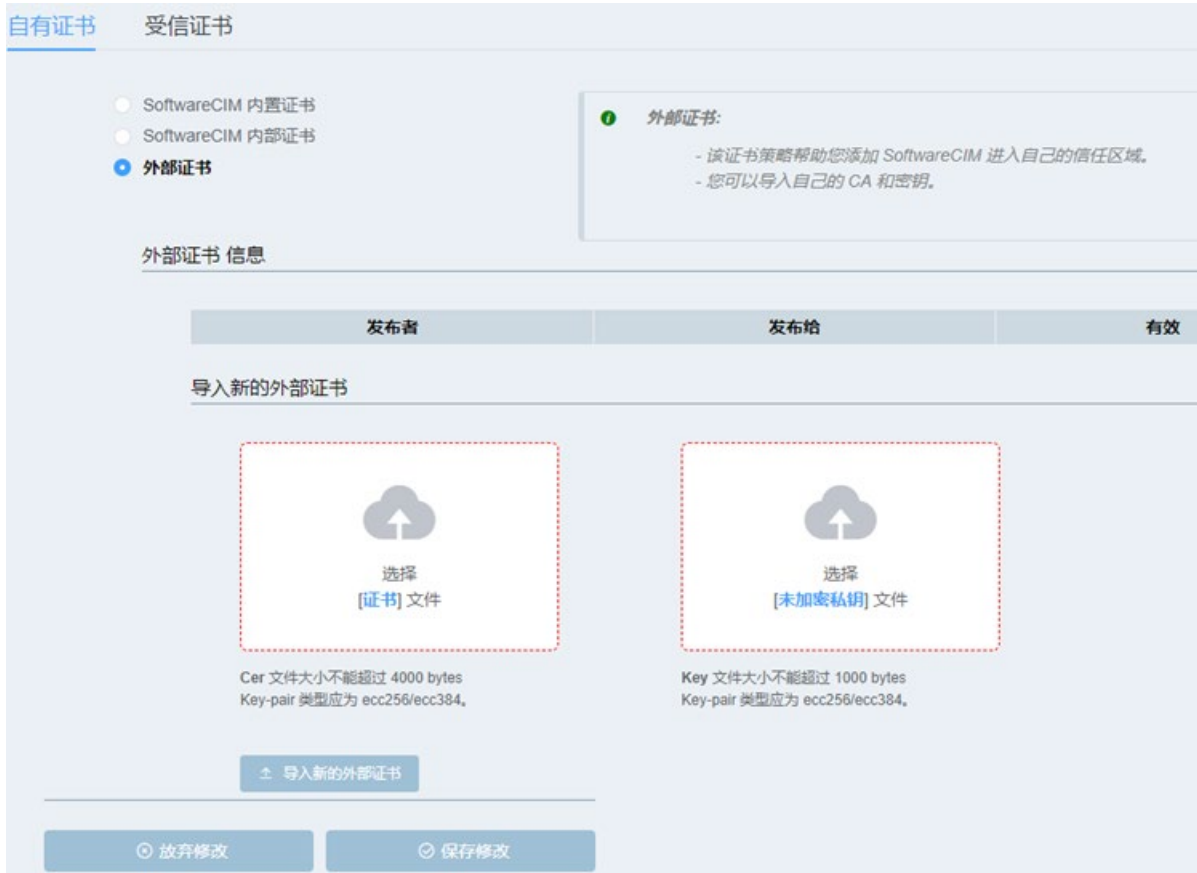 自有证书 受信证书
SoftwareCIM 内置证书
SoftwareCIM 内部证书
外部证书
外部证书:
- 该证书策略帮助您添加 SoftwareCIM 进入自己的信任区域。
- 您可以导入自己的 CA 和密钥。
外部证书 信息
发布者 发布给 有效
导入新的外部证书
选择
[证书] 文件
Cer 文件大小不能超过 4000 bytes
Key-pair 类型应为 ecc256/ecc384。
选择
[未加密私钥] 文件
Key 文件大小不能超过 1000 bytes
Key-pair 类型应为 ecc256/ecc384。
导入新的外部证书
放弃修改 保存修改